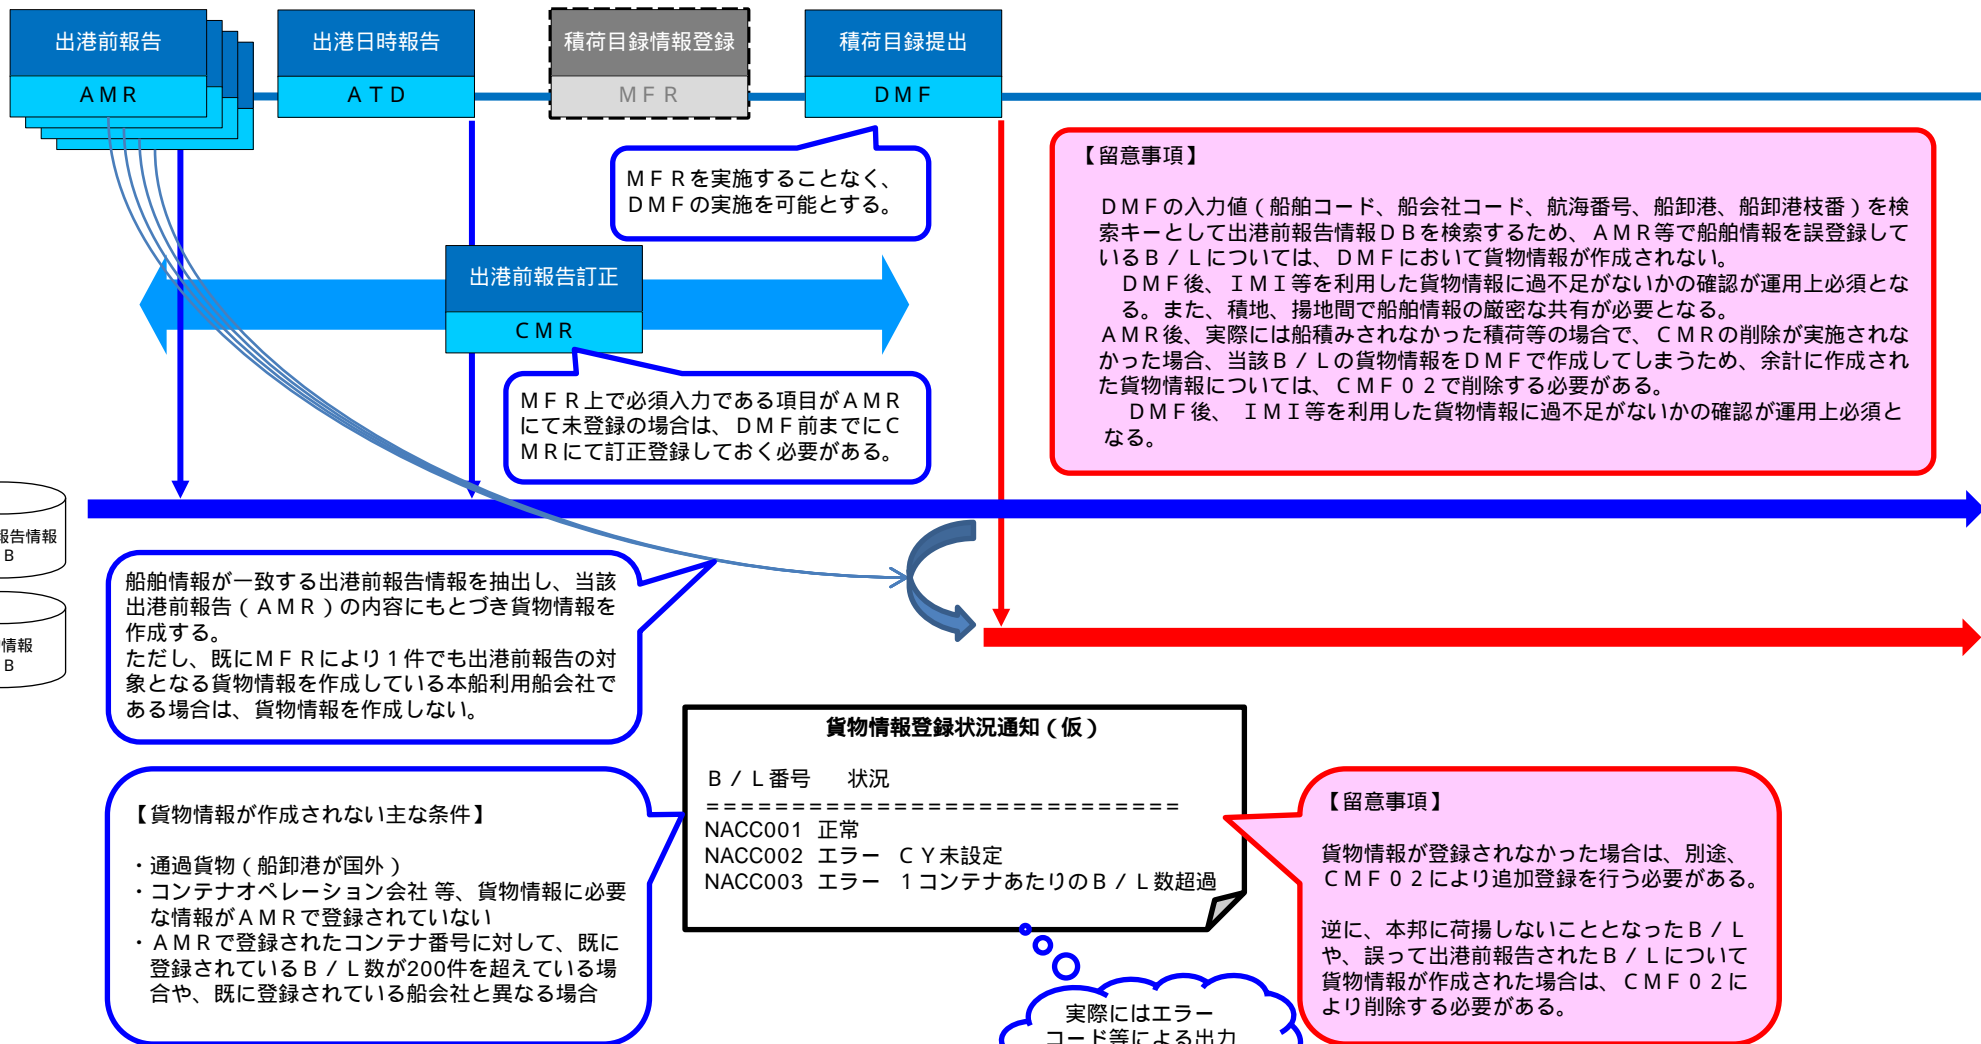 出港前報告
ＡＭＲ
出港日時報告
ＡＴＤ
積荷目録情報登録
ＭＦＲ
積荷目録提出
ＤＭＦ
ＭＦＲを実施することなく、
ＤＭＦの実施を可能とする。
【留意事項】
ＤＭＦの入力値（船舶コード、船会社コード、航海番号、船卸港、船卸港枝番）を検
索キーとして出港前報告情報ＤＢを検索するため、ＡＭＲ等で船舶情報を誤登録して
いるＢ／Ｌについては、ＤＭＦにおいて貨物情報が作成されない。
ＤＭＦ後、ＩＭＩ等を利用した貨物情報に過不足がないかの確認が運用上必須とな
る。また、積地、揚地間で船舶情報の厳密な共有が必要となる。
ＡＭＲ後、実際には船積みされなかった積荷等の場合で、ＣＭＲの削除が実施されな
かった場合、当該Ｂ／Ｌの貨物情報をＤＭＦで作成してしまうため、余計に作成され
た貨物情報については、ＣＭＦ０２で削除する必要がある。
ＤＭＦ後、 ＩＭＩ等を利用した貨物情報に過不足がないかの確認が運用上必須と
なる。
出港前報告訂正
ＣＭＲ
ＭＦＲ上で必須入力である項目がＡＭＲ
にて未登録の場合は、ＤＭＦ前までにＣ
ＭＲにて訂正登録しておく必要がある。
報告情報
Ｂ
情報
Ｂ
船舶情報が一致する出港前報告情報を抽出し、当該
出港前報告（ＡＭＲ）の内容にもとづき貨物情報を
作成する。
ただし、既にＭＦＲにより１件でも出港前報告の対
象となる貨物情報を作成している本船利用船会社で
ある場合は、貨物情報を作成しない。
貨物情報登録状況通知（仮）
Ｂ／Ｌ番号 状況
＝＝＝＝＝＝＝＝＝＝＝＝＝＝＝＝＝＝＝＝＝＝＝＝＝＝＝＝
NACC001 正常
NACC002 エラー ＣＹ未設定
NACC003 エラー １コンテナあたりのＢ／Ｌ数超過
【貨物情報が作成されない主な条件】
・通過貨物（船卸港が国外）
・コンテナオペレーション会社 等、貨物情報に必要
な情報がＡＭＲで登録されていない
・ＡＭＲで登録されたコンテナ番号に対して、既に
登録されているＢ／Ｌ数が200件を超えている場
合や、既に登録されている船会社と異なる場合
【留意事項】
貨物情報が登録されなかった場合は、別途、
ＣＭＦ０２により追加登録を行う必要がある。
逆に、本邦に荷揚しないこととなったＢ／Ｌ
や、誤って出港前報告されたＢ／Ｌについて
貨物情報が作成された場合は、ＣＭＦ０２に
より削除する必要がある。
実際にはエラー
コード等による出力